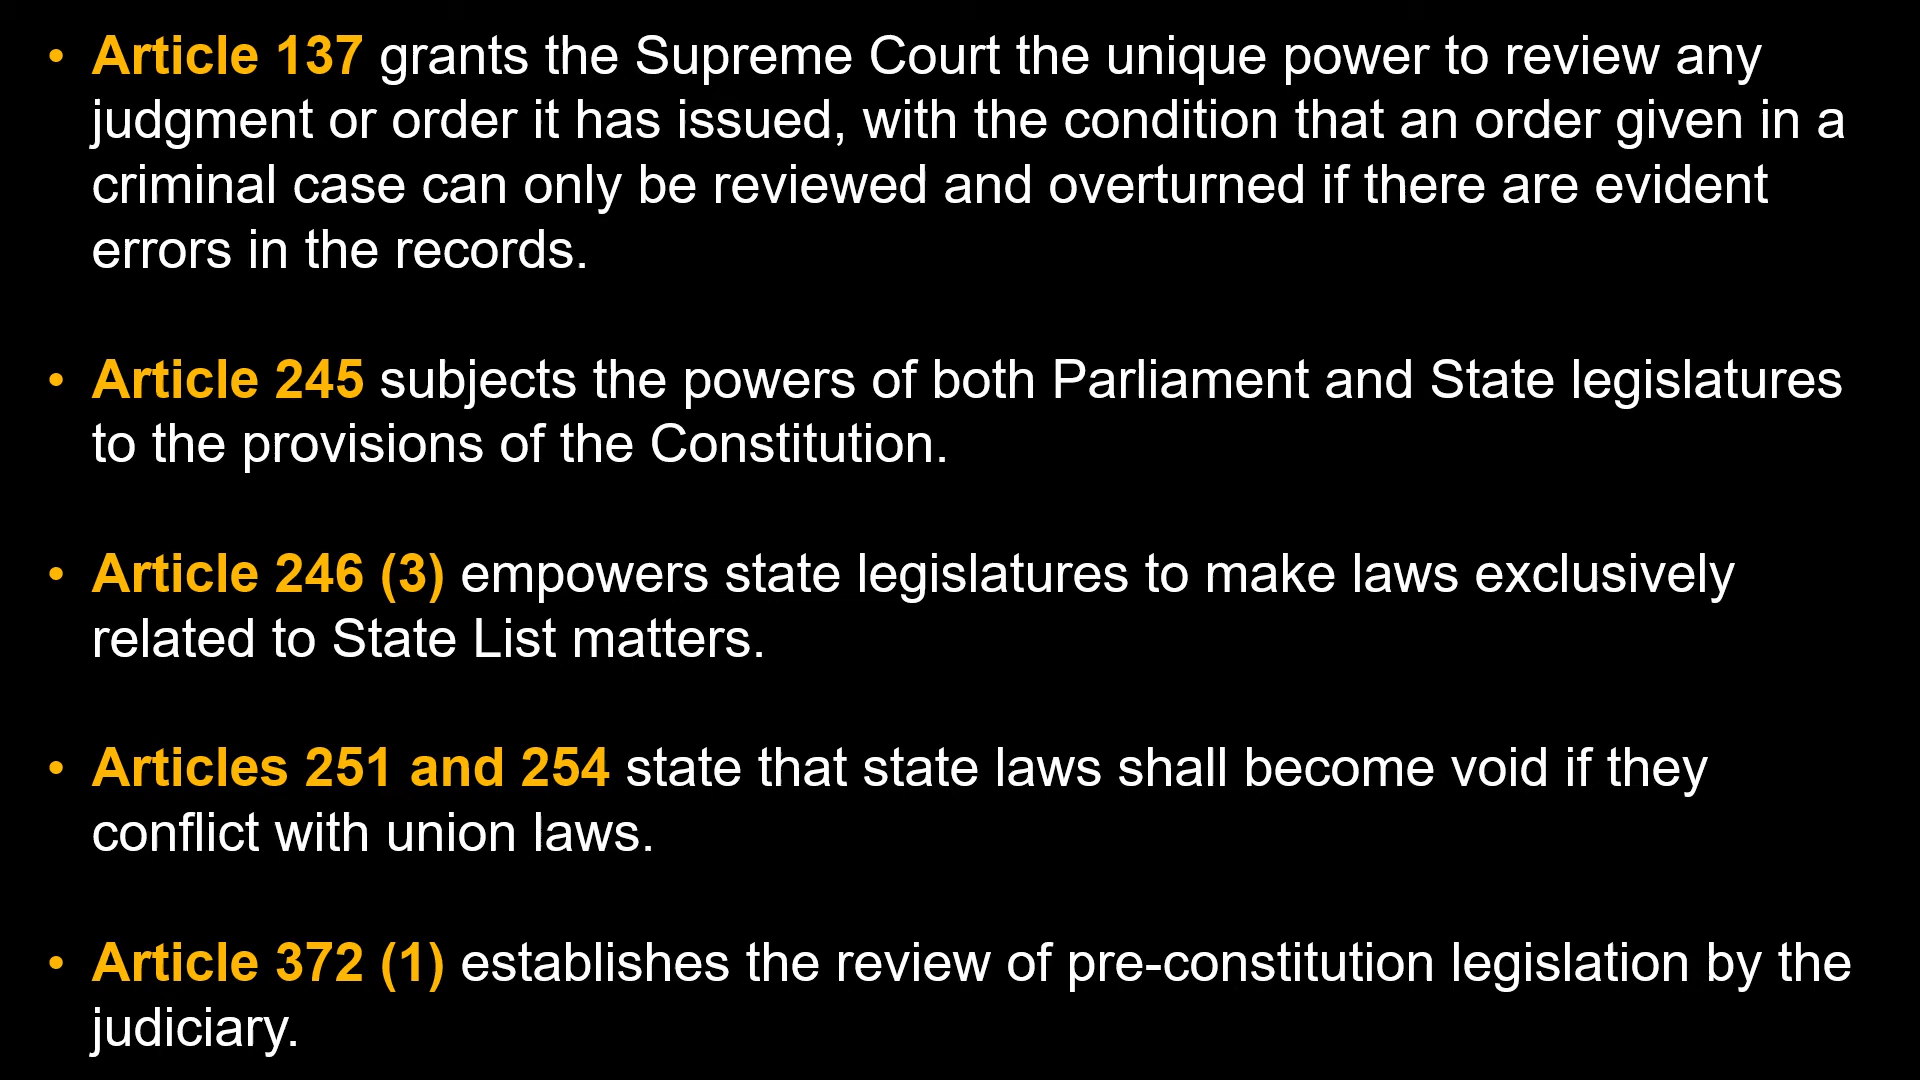 • Article 137 grants the Supreme Court the unique power to review any
judgment or order it has issued, with the condition that an order given in a
criminal case can only be reviewed and overturned if there are evident
errors in the records.
• Article 245 subjects the powers of both Parliament and State legislatures
to the provisions of the Constitution.
• Article 246 (3) empowers state legislatures to make laws exclusively
related to State List matters.
• Articles 251 and 254 state that state laws shall become void if they
conflict with union laws.
• Article 372 (1) establishes the review of pre-constitution legislation by the
judiciary.